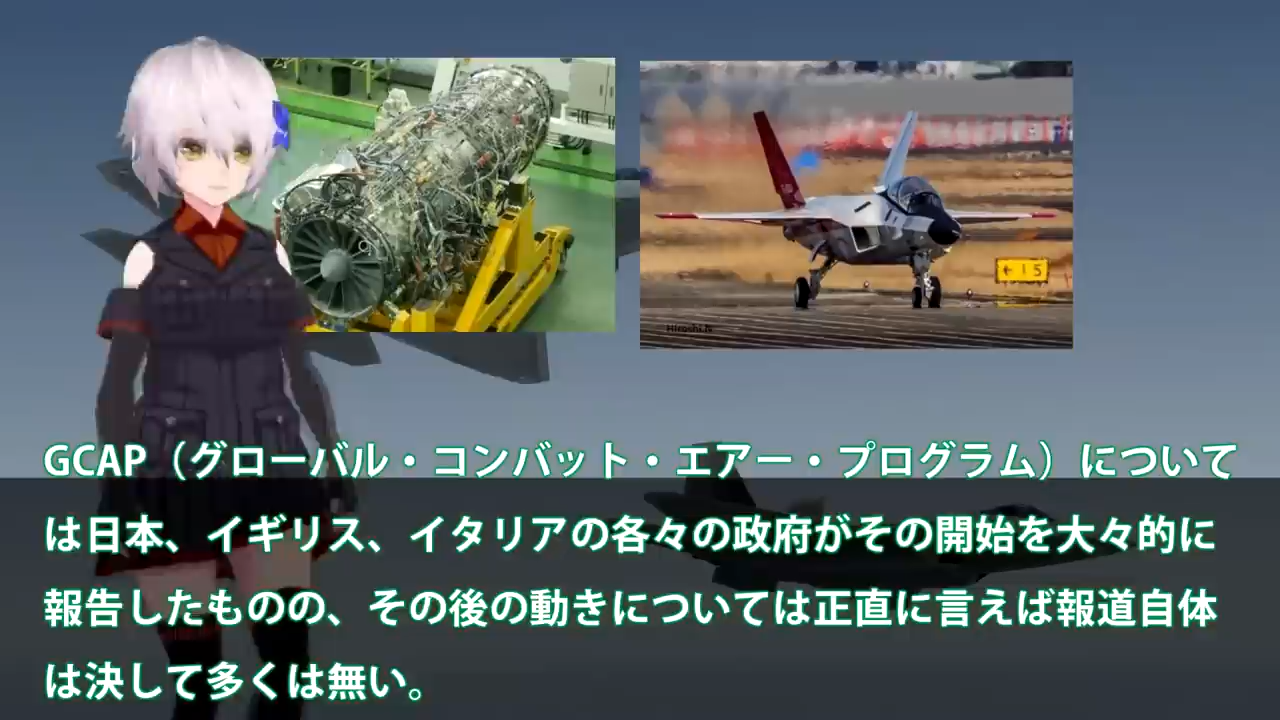 ←15
Hiroshi.N
GCAP（グローバル・コンバット・エアー・プログラム）について
は日本、イギリス、イタリアの各々の政府がその開始を大々的に
報告したものの、その後の動きについては正直に言えば報道自体
は決して多くは無い。